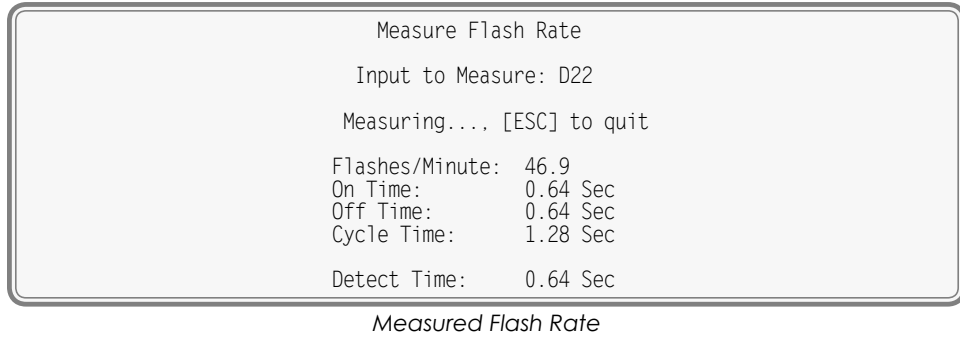 Measure Flash Rate
Input to Measure: D22
Measuring..., [ESC] to quit
Flashes/Minute: 46.9
On Time: 0.64 Sec
Off Time: 0.64 Sec
Cycle Time: 1.28 Sec
Detect Time: 0.64 Sec
Measured Flash Rate